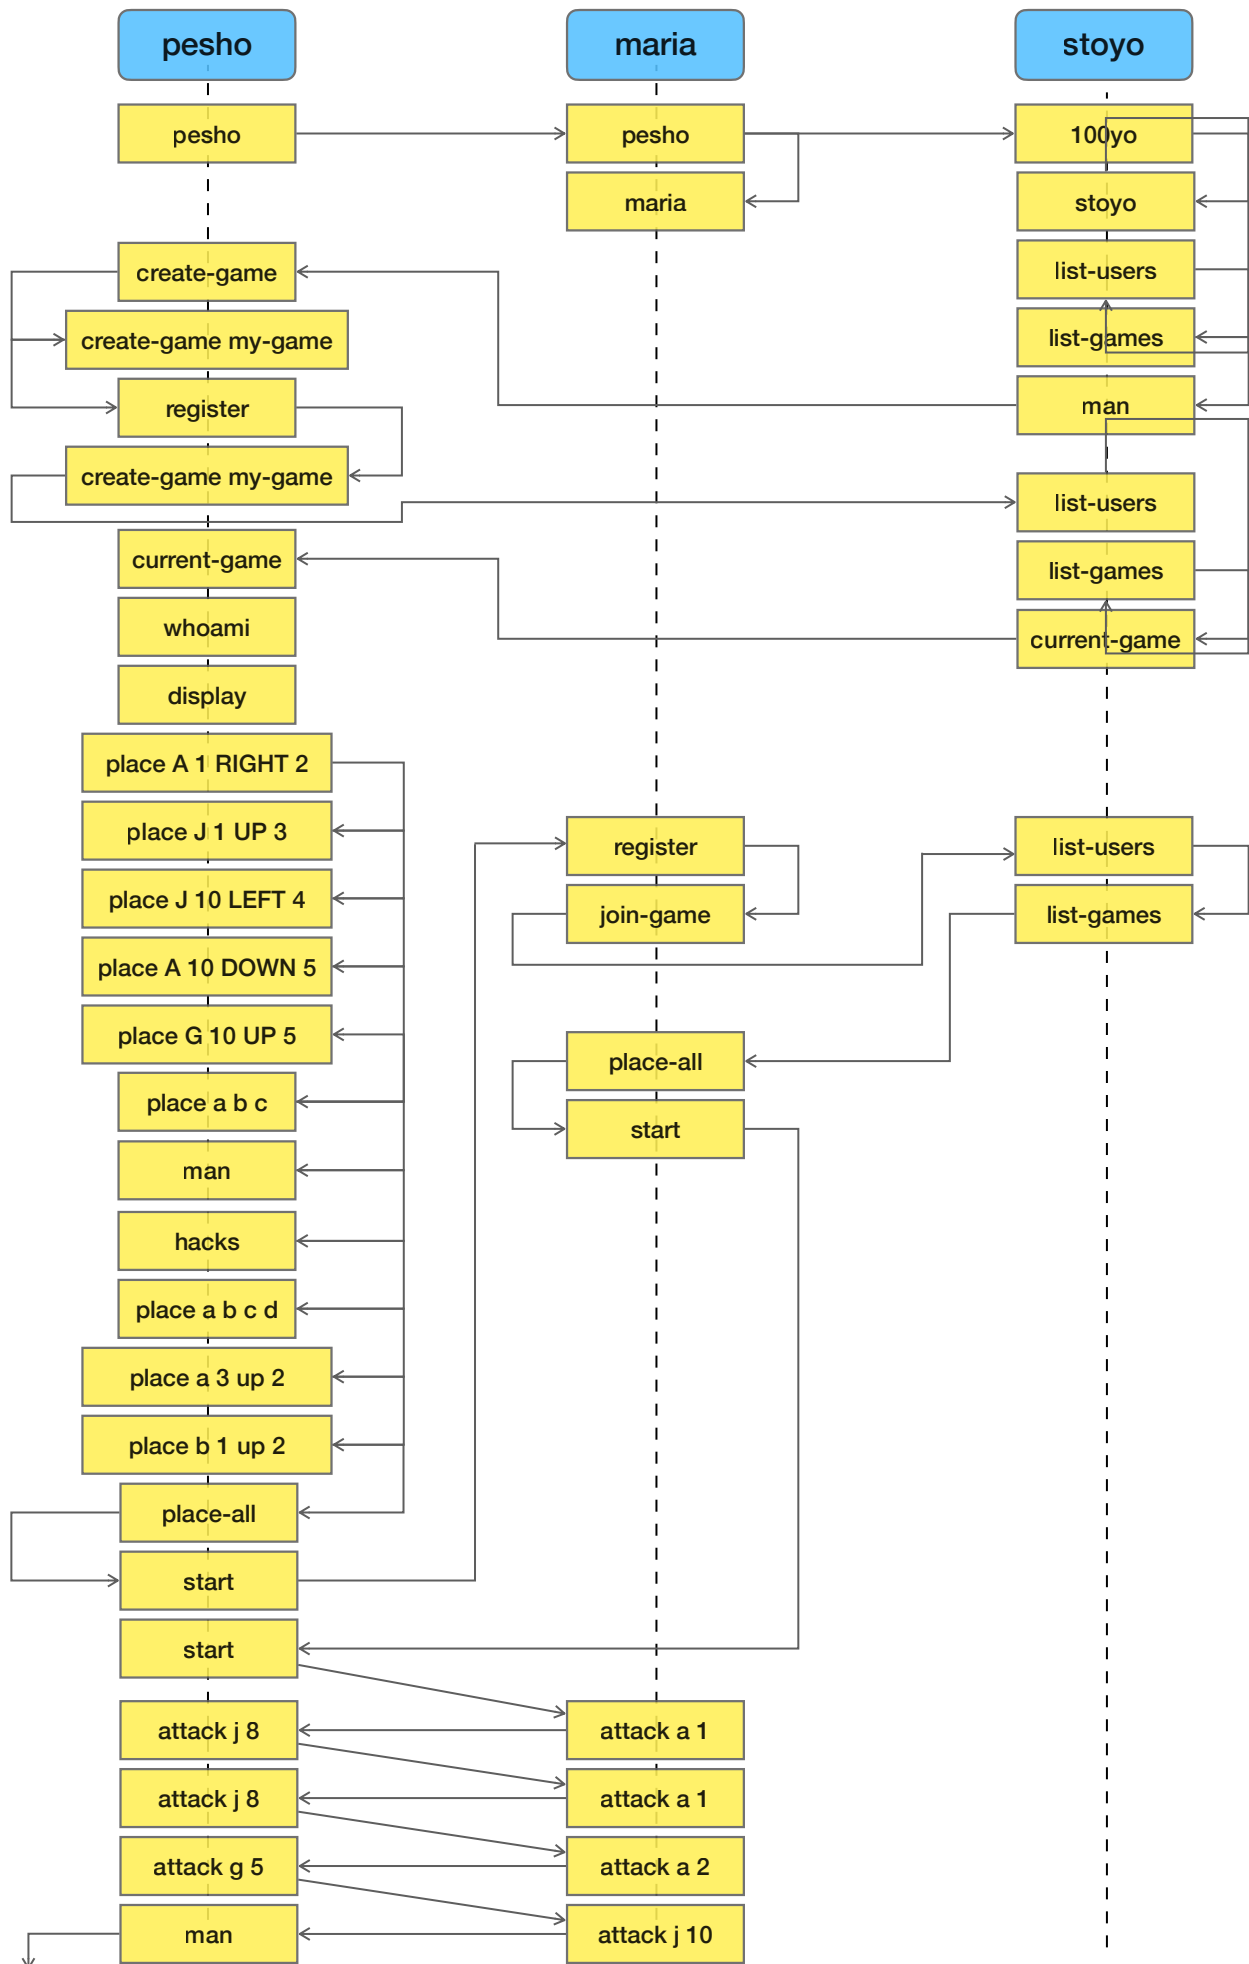 pesho
maria
stoyo
pesho
pesho
100yo
maria
stoyo
create-game
list-users
create-game my-game
list-games
register
man
create-game my-game
list-users
current-game
list-games
whoami
current-game
display
place A 1 RIGHT 2
place J 1 UP 3
register
list-users
place J 10 LEFT 4
join-game
list-games
place A 10 DOWN 5
place G 10 UP 5
place-all
place a b c
start
man
hacks
place a b c d
place a 3 up 2
place b 1 up 2
place-all
start
start
attack j 8
attack a 1
attack j 8
attack a 1
attack g 5
attack a 2
man
attack j 10